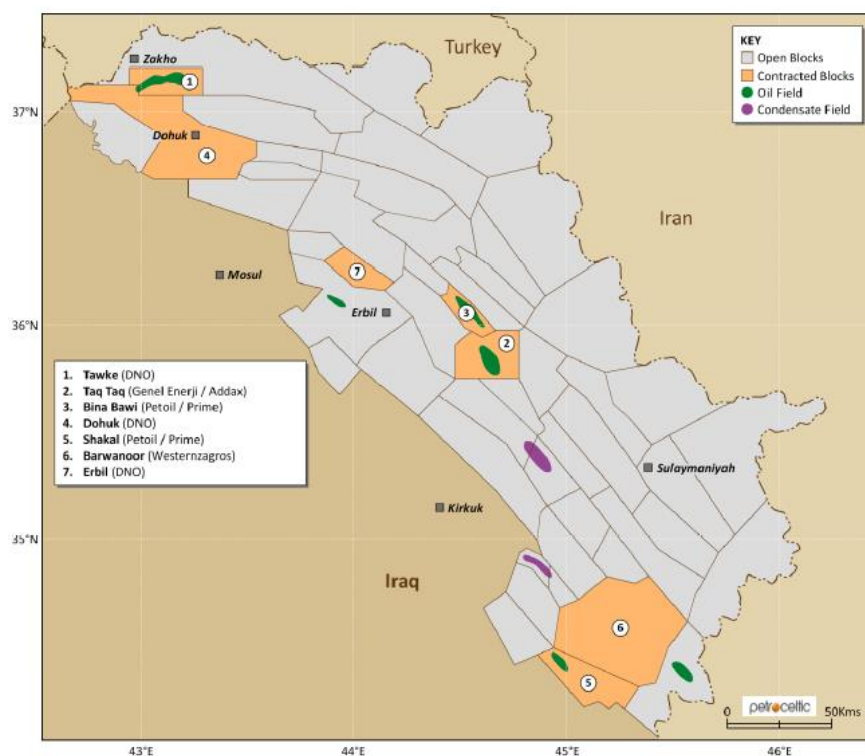 Turkey
KEY
Open Blocks
Contracted Blocks
Oil Field
Condensate Field
Zakho
1
37°N
Dohuk
4
Iran
Mosul
7
3
Erbil
36°N
2
1. Tawke (DNO)
2. Taq Taq (Genel Enerji / Addax)
3. Bina Bawi (Petoil / Prime)
4. Dohuk (DNO)
5. Shakal (Petoil / Prime)
6. Barwanoor (Westernzagros)
7. Erbil (DNO)
Sulaymaniyah
Kirkuk
35°N
Iraq
6
5
petroceltic
0 50Kms
43°E 44°E 45°E 46°E